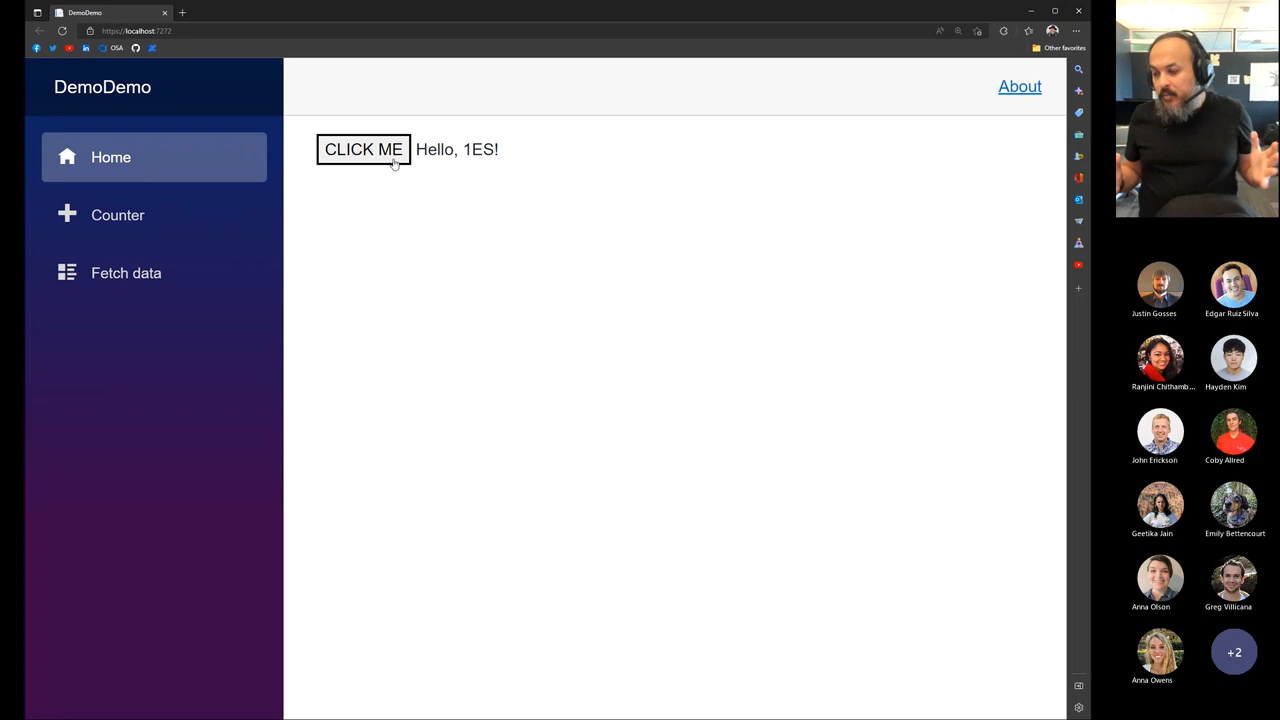 DemoDemo
https://localhost:7272
OSA
Other favorites
DemoDemo
About
Home
Counter
Fetch data
CLICK ME Hello, 1ES!
Justin Gosses
Edgar Ruiz Silva
Ranjini Chithamb...
Hayden Kim
John Erickson
Coby Allred
Geetika Jain
Emily Bettencourt
Anna Olson
Greg Villicana
Anna Owens
+2